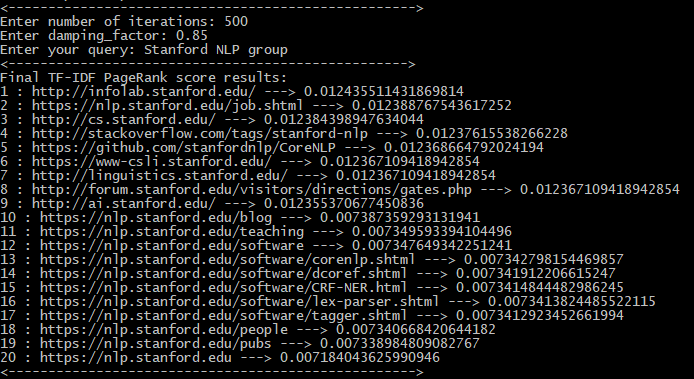 <------------------------------------------------->
Enter number of iterations: 500
Enter damping_factor: 0.85
Enter your query: Stanford NLP group
<------------------------------------------------>
Final TF-IDF PageRank score results:
1 : http://infolab.stanford.edu/ ---> 0.012435511431869814
2 : https://nlp.stanford.edu/job.shtml ---> 0.012388767543617252
3 : http://cs.stanford.edu/ ---> 0.012384398947634044
4 : http://stackoverflow.com/tags/stanford-nlp ---> 0.01237615538266228
5 : https://github.com/stanfordnlp/CoreNLP ---> 0.012368664792024194
6 : https://www-csli.stanford.edu/ ---> 0.012367109418942854
7 : http://linguistics.stanford.edu/ ---> 0.012367109418942854
8 : http://forum.stanford.edu/visitors/directions/gates.php ---> 0.012367109418942854
9 : http://ai.stanford.edu/ ---> 0.012355370677450836
10 : https://nlp.stanford.edu/blog ---> 0.007387359293131941
11 : https://nlp.stanford.edu/teaching ---> 0.007349593394104496
12 : https://nlp.stanford.edu/software ---> 0.007347649342251241
13 : https://nlp.stanford.edu/software/corenlp.shtml ---> 0.007342798154469857
14 : https://nlp.stanford.edu/software/dcoref.shtml ---> 0.007341912206615247
15 : https://nlp.stanford.edu/software/CRF-NER.html ---> 0.0073414844482986245
16 : https://nlp.stanford.edu/software/lex-parser.shtml ---> 0.0073413824485522115
17 : https://nlp.stanford.edu/software/tagger.shtml ---> 0.0073412923452661994
18 : https://nlp.stanford.edu/people ---> 0.007340668420644182
19 : https://nlp.stanford.edu/pubs ---> 0.007338984809082767
20 : https://nlp.stanford.edu ---> 0.007184043625990946
<------------------------------------------------->